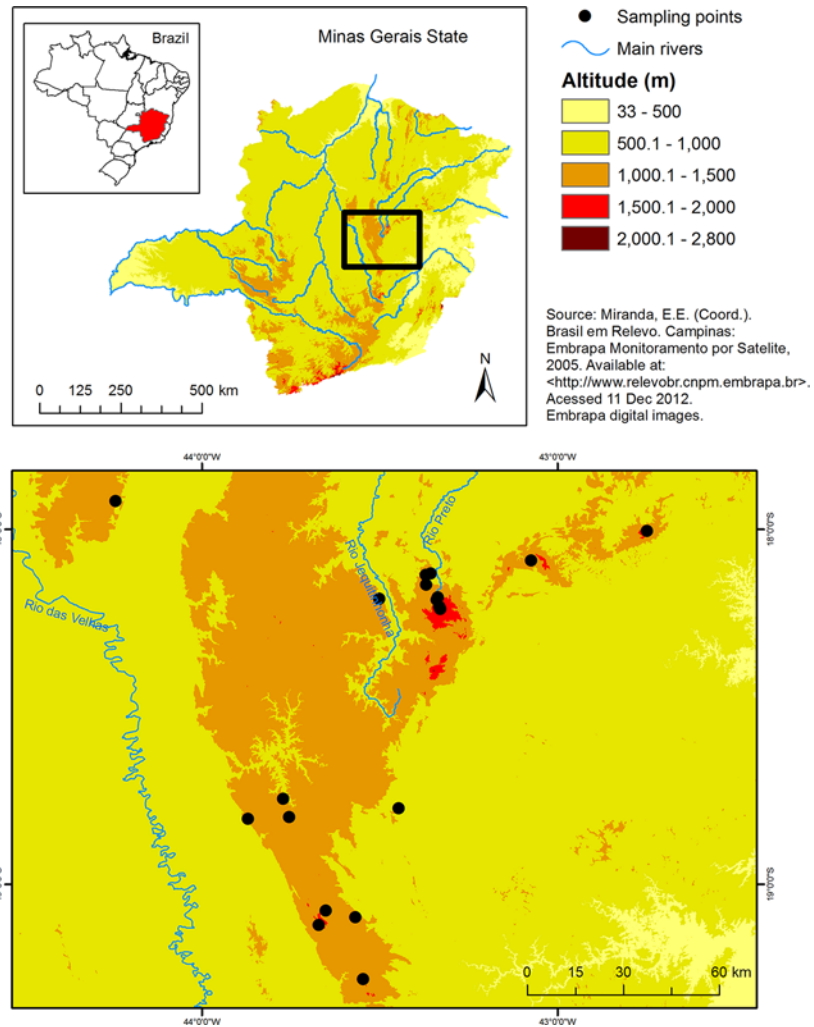 Brazil
Minas Gerais State
N
0 125 250 500 km
Sampling points
Main rivers
Altitude (m)
33 - 500
500.1 - 1,000
1,000.1 - 1,500
1,500.1 - 2,000
2,000.1 - 2,800
Source: Miranda, E.E. (Coord.).
Brasil em Relevo. Campinas:
Embrapa Monitoramento por Satelite,
2005. Available at:
<http://www.relevobr.cnpm.embrapa.br>.
Acessed 11 Dec 2012.
Embrapa digital images.
44°0'0"W 43°0'0"W
18°0'S
Rio Preto
Rio Jequitinhonha
Rio das Velhas
19°0'S
0 15 30 60 km
44°0'0"W 43°0'0"W